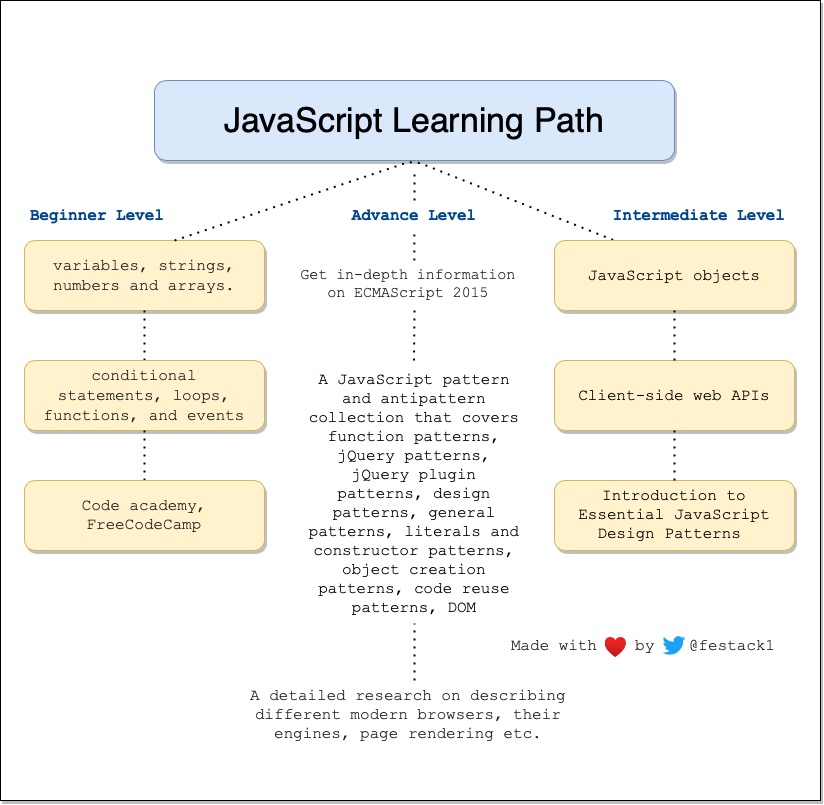 JavaScript Learning Path
Beginner Level
variables, strings,
numbers and arrays.
conditional
statements, loops,
functions, and events
Code academy,
FreeCodeCamp
Advance Level
Get in-depth information
on ECMAScript 2015
A JavaScript pattern
and antipattern
collection that covers
function patterns,
jQuery patterns,
jQuery plugin
patterns, design
patterns, general
patterns, literals and
constructor patterns,
object creation
patterns, code reuse
patterns, DOM
A detailed research on describing
different modern browsers, their
engines, page rendering etc.
Intermediate Level
JavaScript objects
Client-side web APIs
Introduction to
Essential JavaScript
Design Patterns
Made with by @festack1